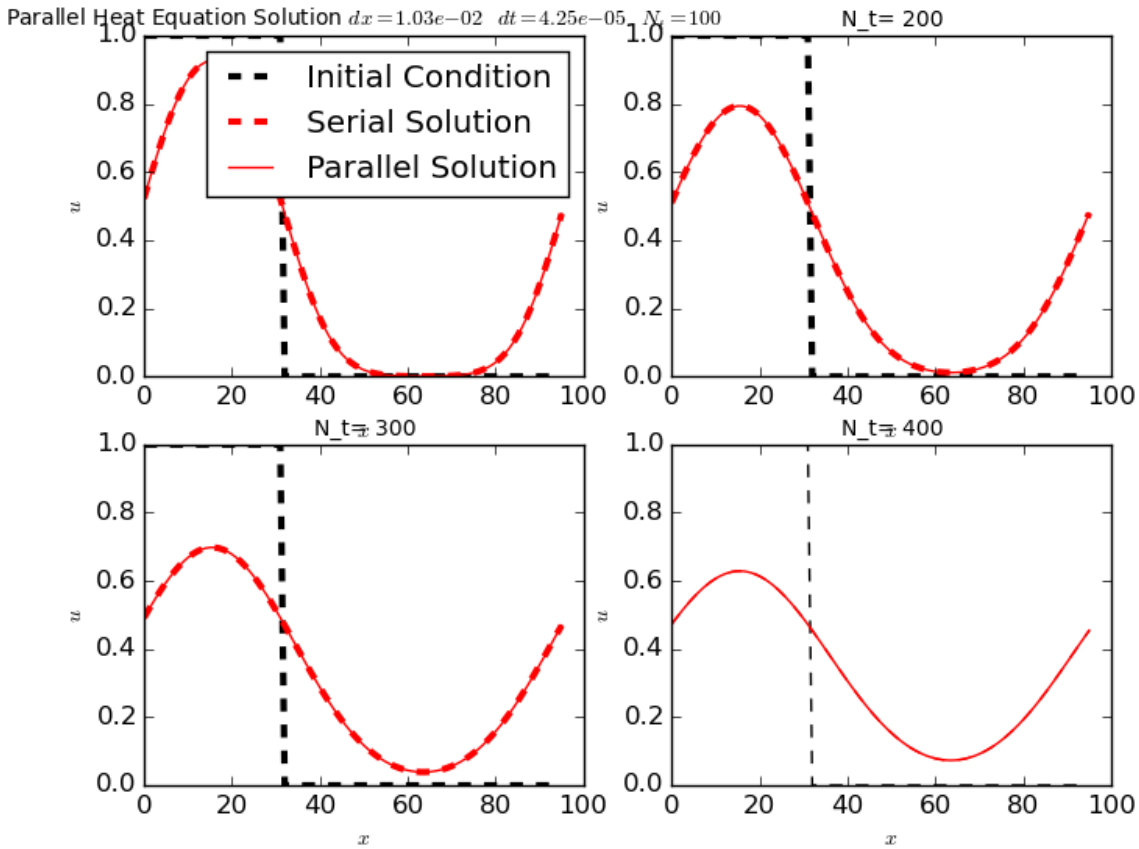 Parallel Heat Equation Solution dx=1.03e−02 dt=4.25e−05, N_t=100
N_t= 200
Initial Condition
Serial Solution
Parallel Solution
1.0
0.8
0.6
0.4
0.2
0.0
u
0 20 40 60 80 100
x
1.0
0.8
0.6
0.4
0.2
0.0
u
0 20 40 60 80 100
x
N_t= 300
N_t= 400
1.0
0.8
0.6
0.4
0.2
0.0
u
0 20 40 60 80 100
x
1.0
0.8
0.6
0.4
0.2
0.0
u
0 20 40 60 80 100
x